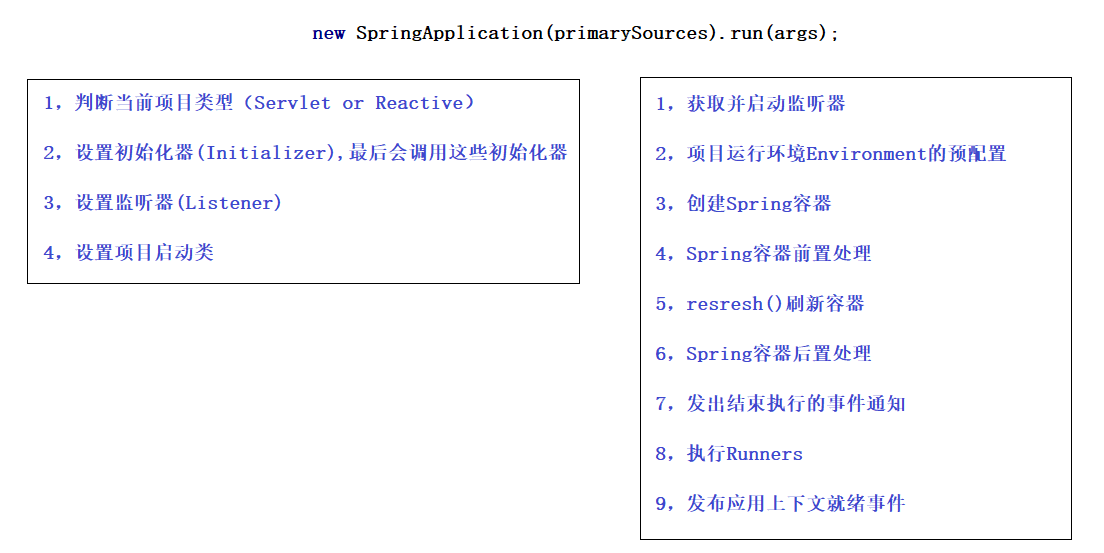 new SpringApplication(primarySources).run(args);
1，判断当前项目类型（Servlet or Reactive）
2，设置初始化器(Initializer),最后会调用这些初始化器
3，设置监听器(Listener)
4，设置项目启动类
1，获取并启动监听器
2，项目运行环境Environment的预配置
3，创建Spring容器
4，Spring容器前置处理
5，resresh()刷新容器
6，Spring容器后置处理
7，发出结束执行的事件通知
8，执行Runners
9，发布应用上下文就绪事件